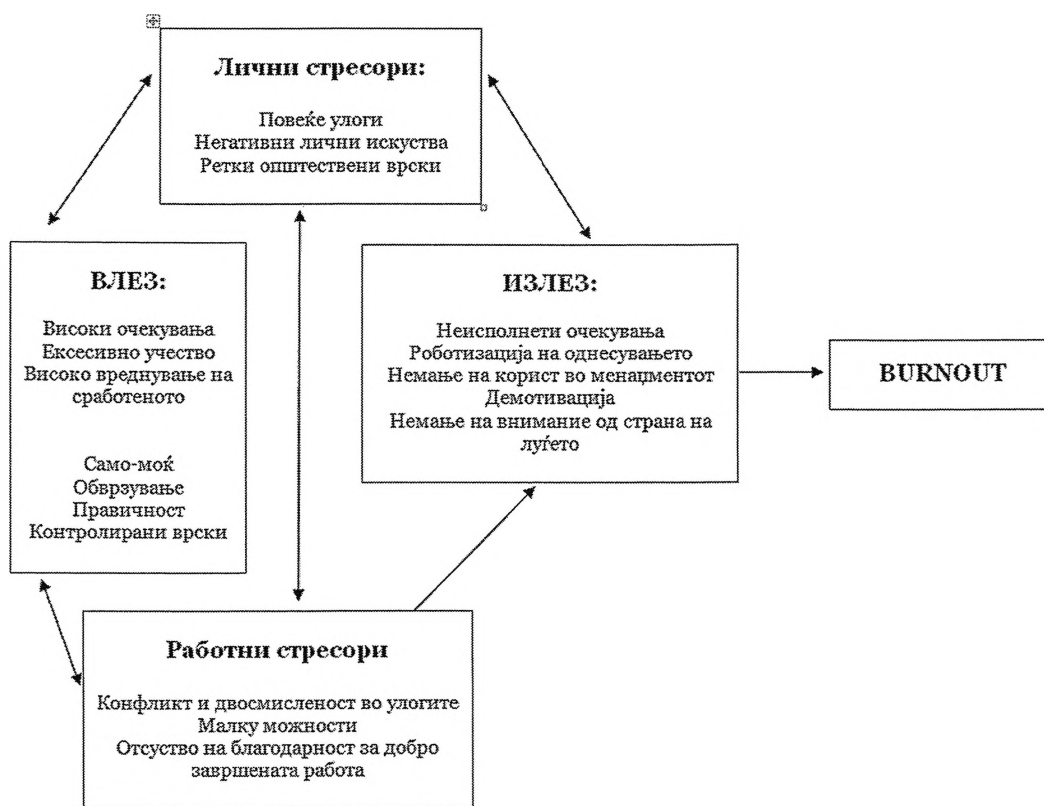 Лични стресори:
Повеќе улоги
Негативни лични искуства
Ретки општествени врски
ВЛЕЗ:
Високи очекувања
Ексесивно учество
Високо вреднување на
сработеното
Само-моќ
Обврзување
Правичност
Контролирани врски
ИЗЛЕЗ:
Неисполнети очекувања
Роботизација на однесувањето
Немање на корист во менаџментот
Демотивација
Немање на внимание од страна на
луѓето
BURNOUT
Работни стресори
Конфликт и двосмисленост во улогите
Малку можности
Отсуство на благодарност за добро
завршената работа